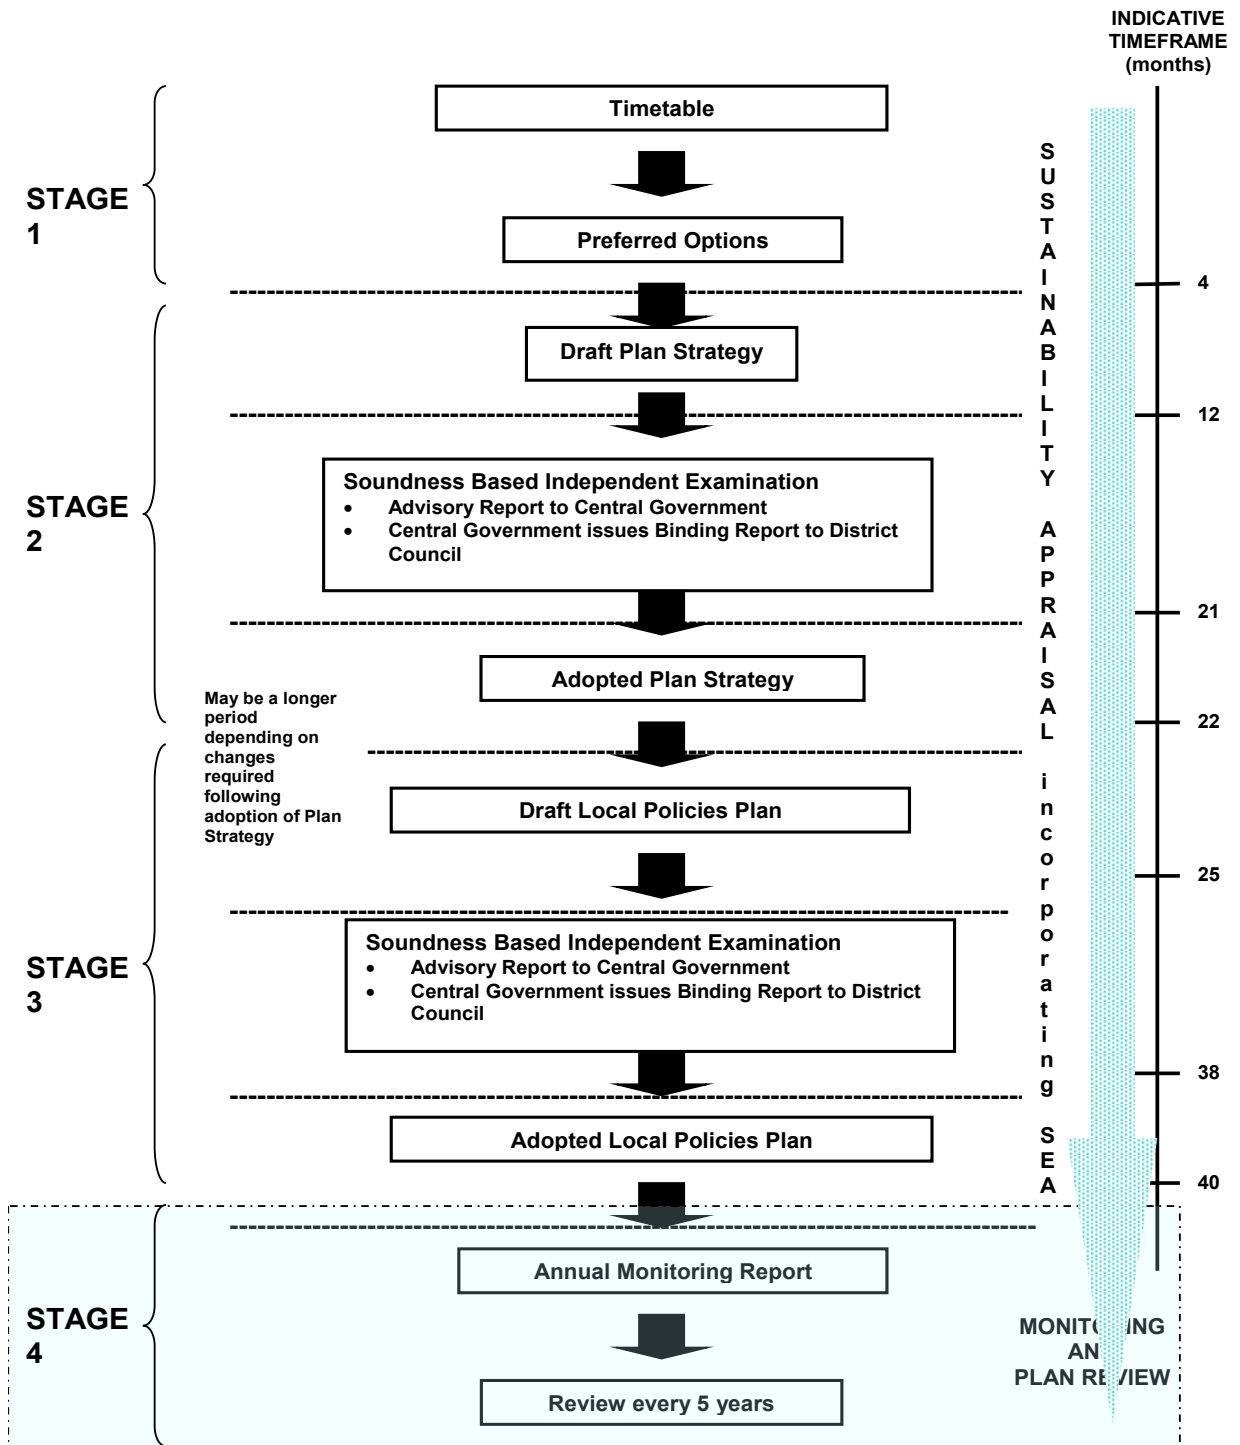 INDICATIVE
TIMEFRAME
(months)
Timetable
STAGE
1
Preferred Options
4
Draft Plan Strategy
12
STAGE
2
Soundness Based Independent Examination
• Advisory Report to Central Government
• Central Government issues Binding Report to District
Council
21
Adopted Plan Strategy
22
May be a longer
period
depending on
changes
required
following
adoption of Plan
Strategy
Draft Local Policies Plan
25
STAGE
3
Soundness Based Independent Examination
• Advisory Report to Central Government
• Central Government issues Binding Report to District
Council
38
Adopted Local Policies Plan
40
SUSTAINABILITY APPRAISAL incorporating SEA
STAGE
4
Annual Monitoring Report
Review every 5 years
MONITORING
AND
PLAN REVIEW